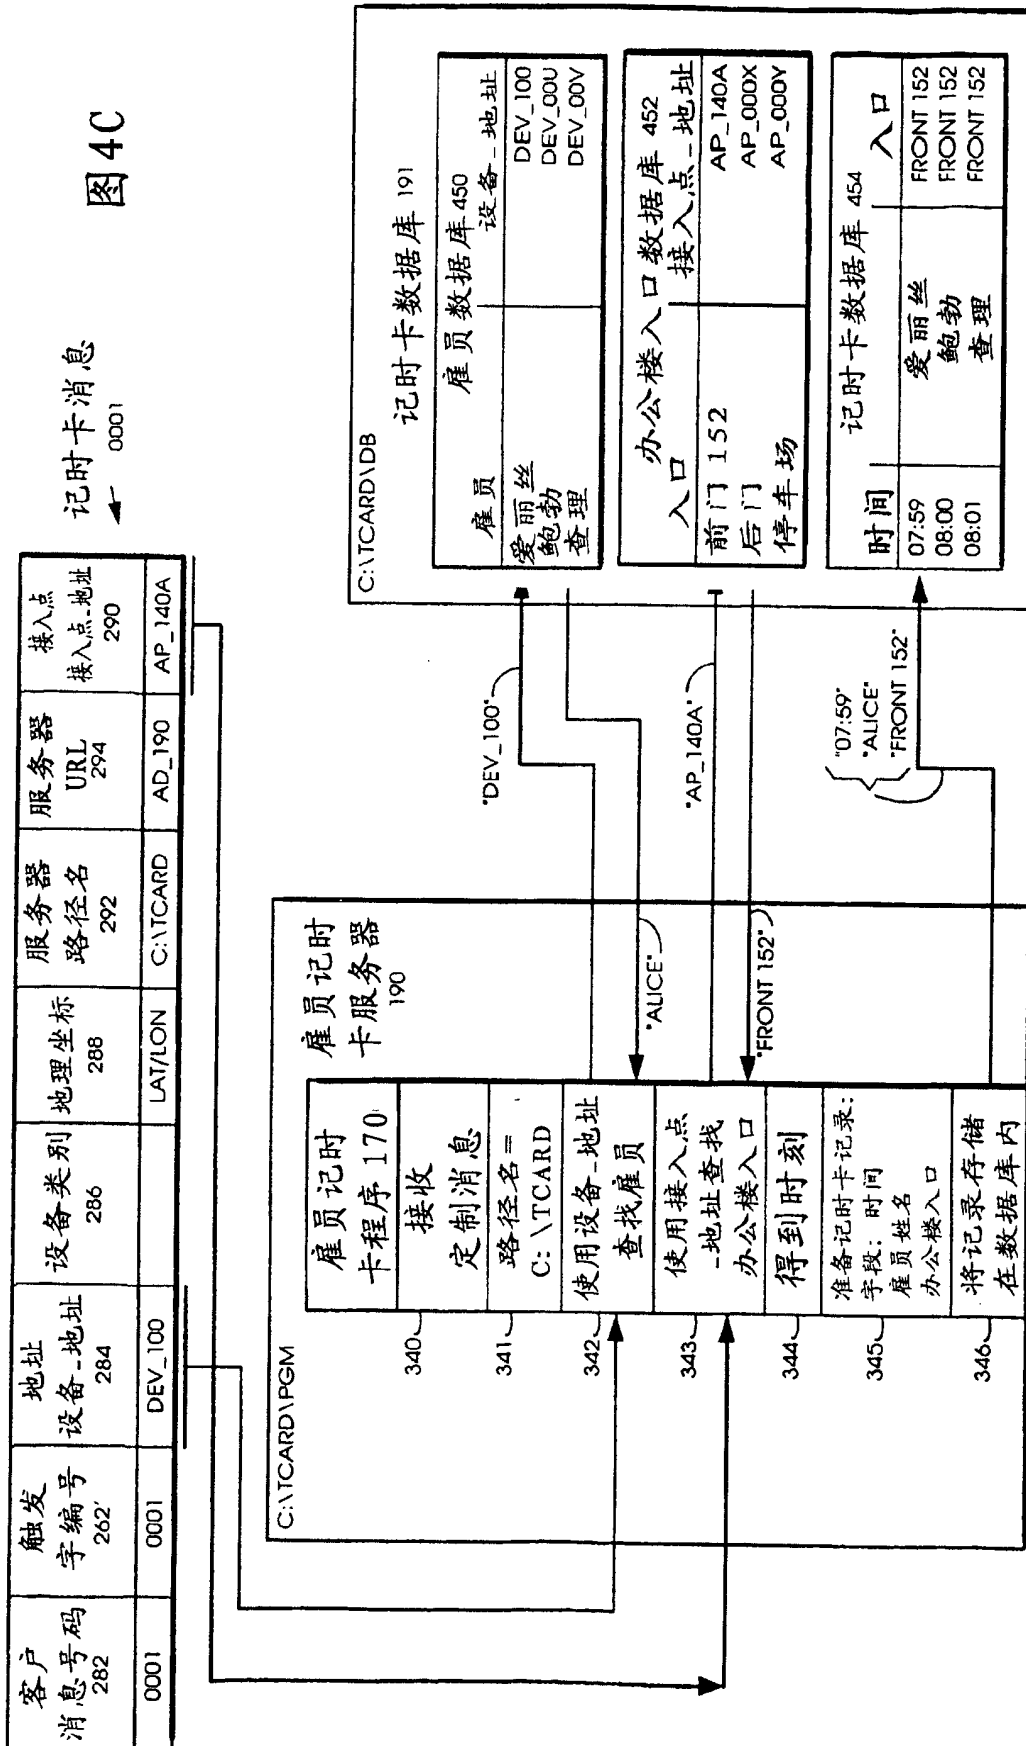 图 4C
记时卡消息
0001
客户
消息号码
282
触发
字编号
262'
地址
设备_地址
284
设备类别
286
地理坐标
288
服务器
路径名
292
服务器
URL
294
接入点
接入点_地址
290
0001
0001
DEV_100
LAT/LON
C:\TCARD
AD_190
AP_140A
C:\TCARD\PGM
雇员记时
卡服务器
190
雇员记时
卡程序 170
340
接收
定制消息
341
路径名=
C:\TCARD
342
使用设备_地址
查找雇员
343
使用接入点
_地址查找
办公楼入口
344
得到时刻
345
准备记时卡记录:
字段: 时间
雇员姓名
办公楼入口
346
将记录存储
在数据库内
"DEV_100"
"ALICE"
"AP_140A"
"FRONT 152"
"07:59"
"ALICE"
"FRONT 152"
C:\TCARD\DB
记时卡数据库 191
雇员数据库 450
雇员 设备_地址
爱丽丝 DEV_100
鲍勃 DEV_00U
查理 DEV_00V
办公楼入口数据库 452
入口 接入点_地址
前门 152 AP_140A
后门 AP_000X
停车场 AP_000Y
记时卡数据库 454
时间 入口
07:59 爱丽丝 FRONT 152
08:00 鲍勃 FRONT 152
08:01 查理 FRONT 152